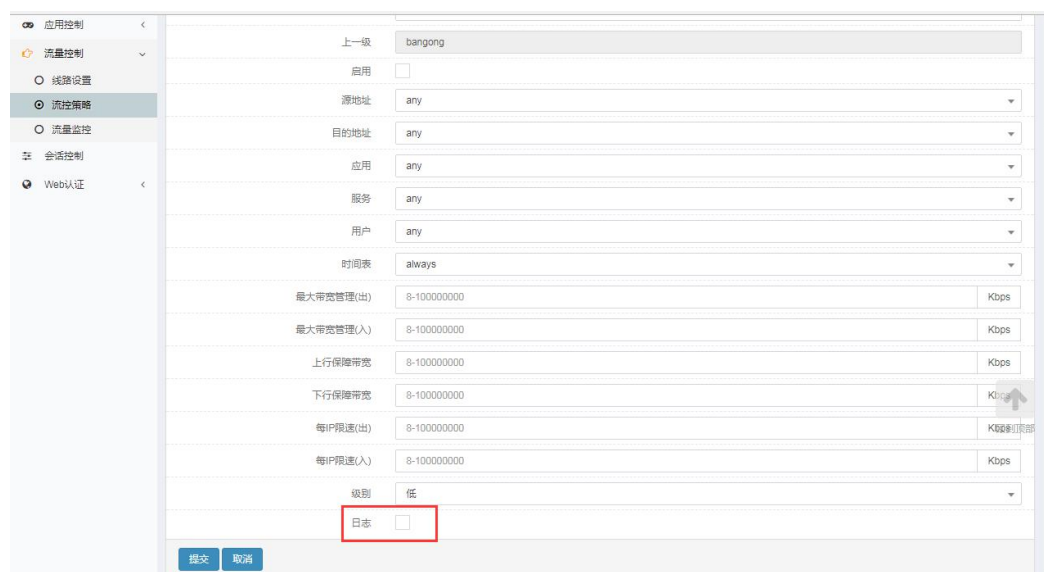 应用控制
流量控制
线路设置
流控策略
流量监控
会话控制
Web认证
上一级 bangong
启用
源地址 any
目的地址 any
应用 any
服务 any
用户 any
时间表 always
最大带宽管理(出) 8-100000000 Kbps
最大带宽管理(入) 8-100000000 Kbps
上行保障带宽 8-100000000 Kbps
下行保障带宽 8-100000000 Kbps
每IP限速(出) 8-100000000 Kbps
每IP限速(入) 8-100000000 Kbps
级别 低
日志
提交 取消